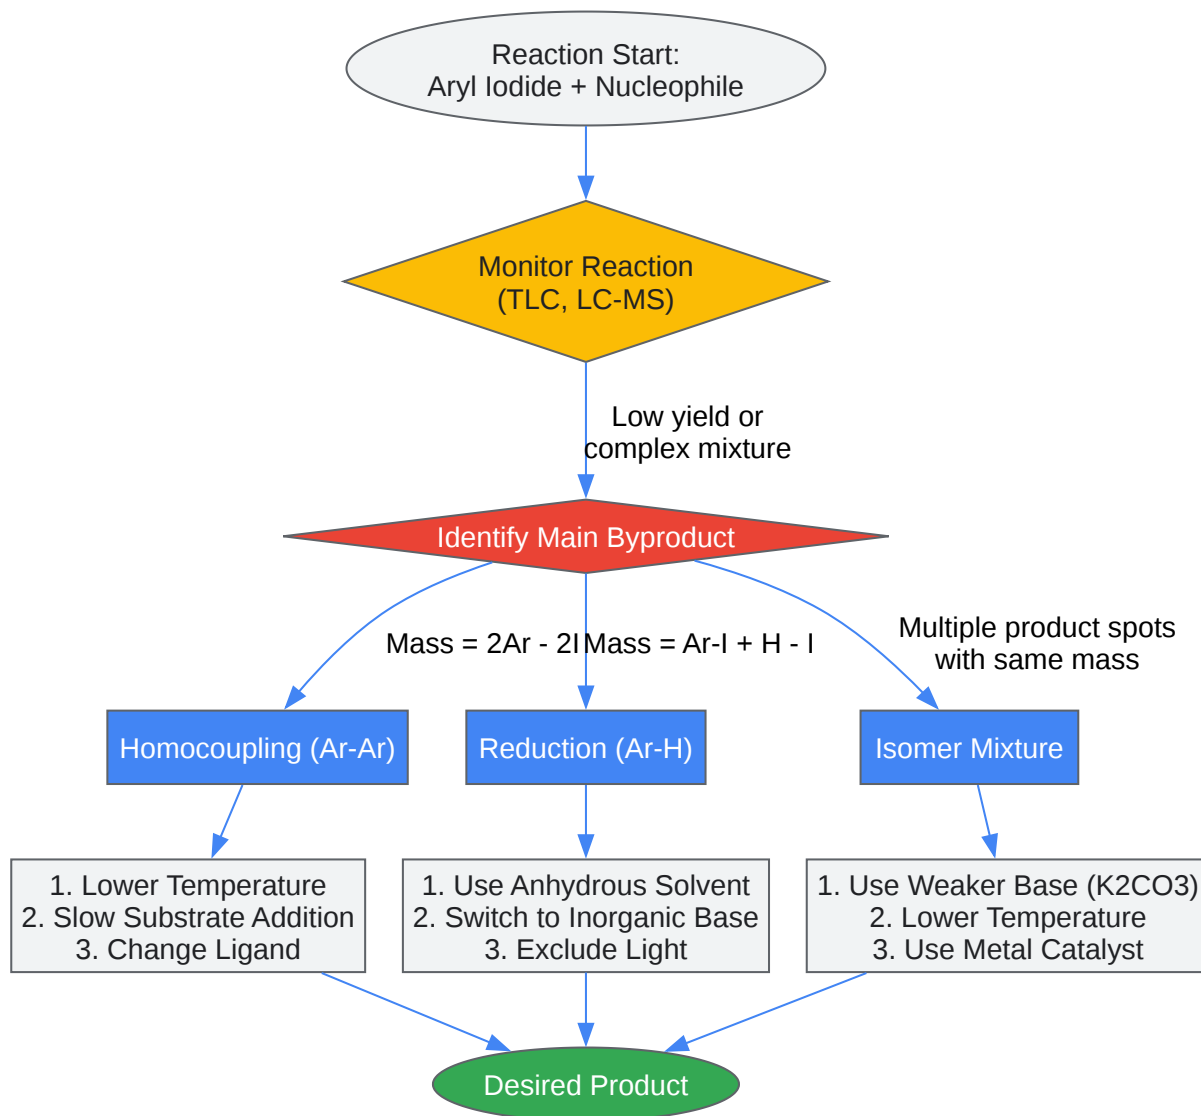 Reaction Start:
Aryl Iodide + Nucleophile
Monitor Reaction
(TLC, LC-MS)
Low yield or
complex mixture
Identify Main Byproduct
Mass = 2Ar - 2I
Mass = Ar-I + H - I
Multiple product spots
with same mass
Homocoupling (Ar-Ar)
Reduction (Ar-H)
Isomer Mixture
1. Lower Temperature
2. Slow Substrate Addition
3. Change Ligand
1. Use Anhydrous Solvent
2. Switch to Inorganic Base
3. Exclude Light
1. Use Weaker Base (K2CO3)
2. Lower Temperature
3. Use Metal Catalyst
Desired Product